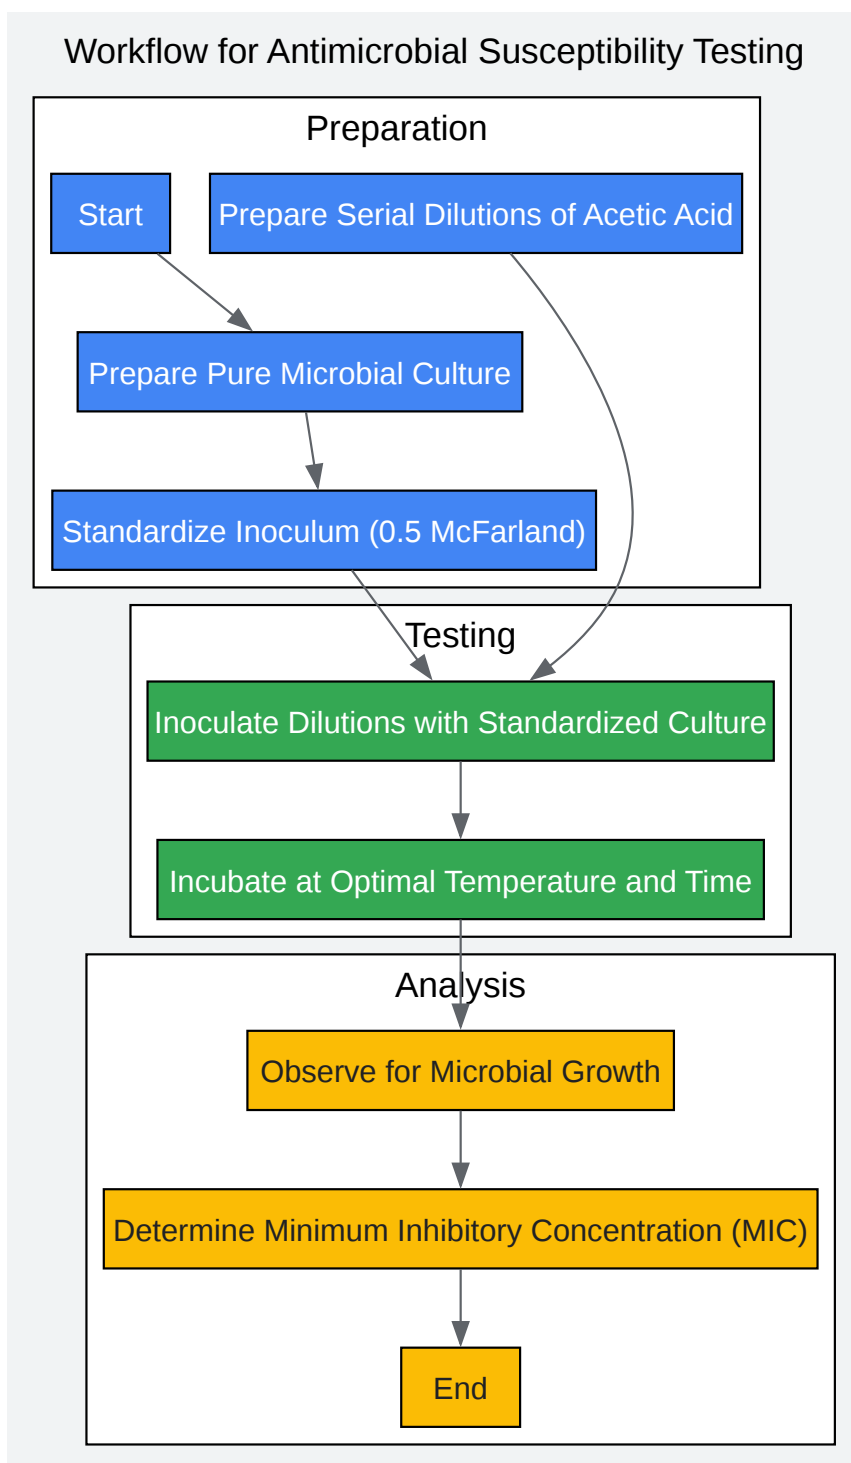 Workflow for Antimicrobial Susceptibility Testing
Preparation
Start
Prepare Serial Dilutions of Acetic Acid
Prepare Pure Microbial Culture
Standardize Inoculum (0.5 McFarland)
Testing
Inoculate Dilutions with Standardized Culture
Incubate at Optimal Temperature and Time
Analysis
Observe for Microbial Growth
Determine Minimum Inhibitory Concentration (MIC)
End